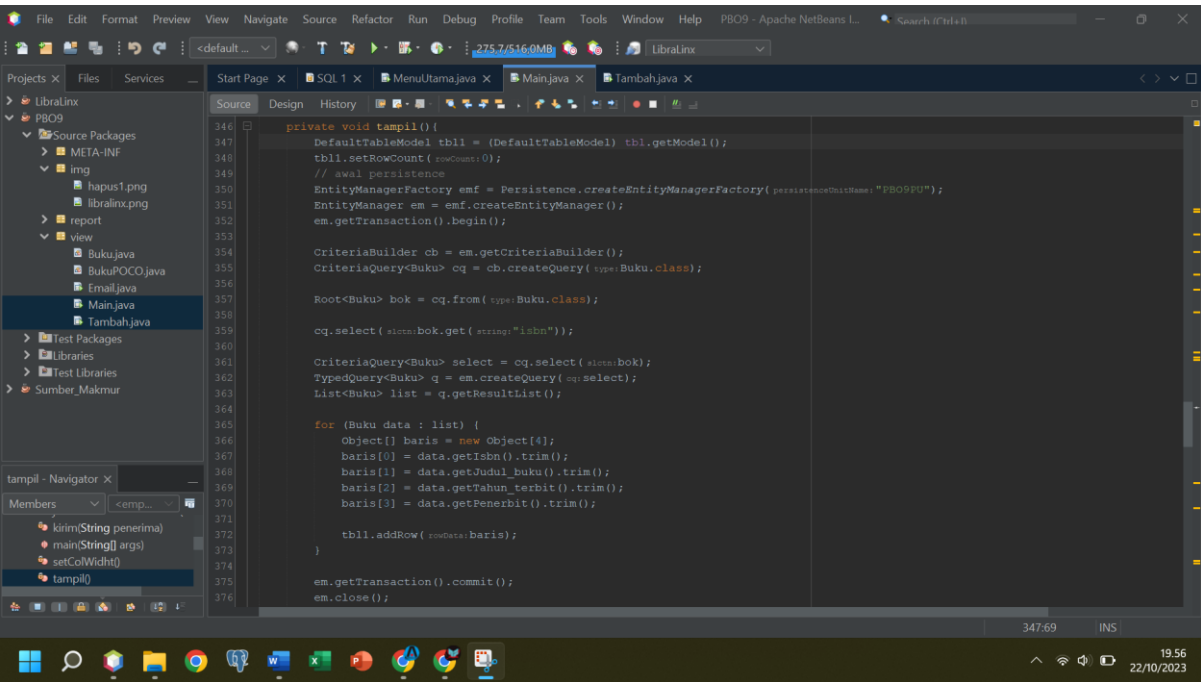 File Edit Format Preview View Navigate Source Refactor Run Debug Profile Team Tools Window Help PBO9 - Apache NetBeans I... Search (Ctrl+I)
<default ... 275.7/516.0MB LibraLinx
Projects Files Services
Start Page SQL 1 MenuUtama.java Main.java Tambah.java
Source Design History
LibraLinx
PBO9
Source Packages
META-INF
img
hapus1.png
libralinx.png
report
view
Buku.java
BukuPOCO.java
Email.java
Main.java
Tambah.java
Test Packages
Libraries
Test Libraries
Sumber_Makmur
tampil - Navigator
Members <emp...
kirim(String penerima)
main(String[] args)
setColWidht()
tampil()
346 private void tampil(){
347 DefaultTableModel tbl1 = (DefaultTableModel) tbl.getModel();
348 tbl1.setRowCount( rowCount: 0);
349 // awal persistence
350 EntityManagerFactory emf = Persistence.createEntityManagerFactory( persistenceUnitName: "PBO9PU");
351 EntityManager em = emf.createEntityManager();
352 em.getTransaction().begin();
353
354 CriteriaBuilder cb = em.getCriteriaBuilder();
355 CriteriaQuery<Buku> cq = cb.createQuery( type: Buku.class);
356
357 Root<Buku> bok = cq.from( type: Buku.class);
358
359 cq.select( slctn: bok.get( string: "isbn"));
360
361 CriteriaQuery<Buku> select = cq.select( slctn: bok);
362 TypedQuery<Buku> q = em.createQuery( cq: select);
363 List<Buku> list = q.getResultList();
364
365 for (Buku data : list) {
366 Object[] baris = new Object[4];
367 baris[0] = data.getIsbn().trim();
368 baris[1] = data.getJudul_buku().trim();
369 baris[2] = data.getTahun_terbit().trim();
370 baris[3] = data.getPenerbit().trim();
371
372 tbl1.addRow( rowData: baris);
373 }
374
375 em.getTransaction().commit();
376 em.close();
347:69 INS
19.56
22/10/2023